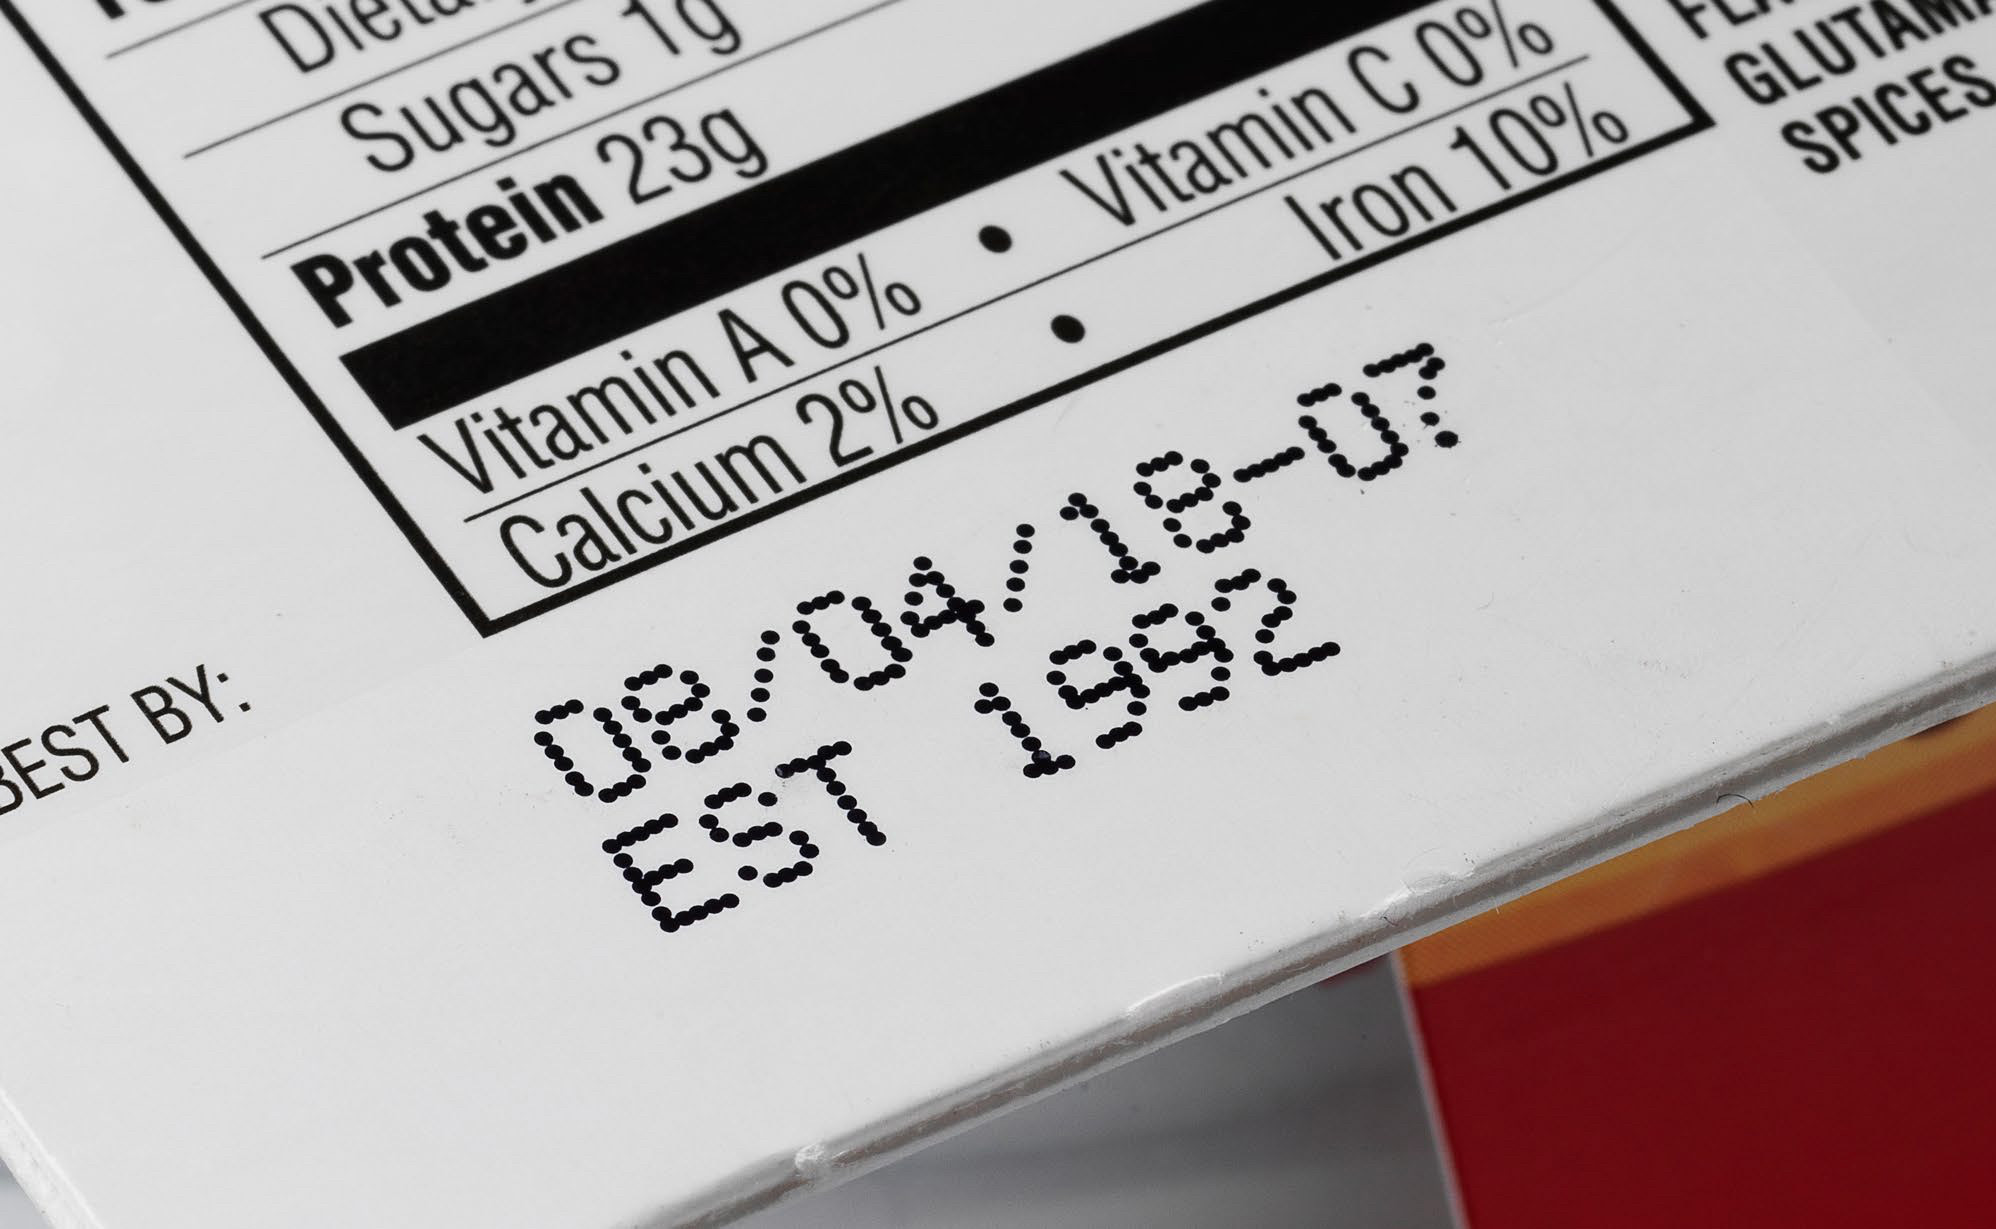 Sugars 1g
Protein 23g
Vitamin A 0% • Vitamin C 0%
Calcium 2% • Iron 10%
SPICES
BEST BY:
08/04/18-07
EST 1992